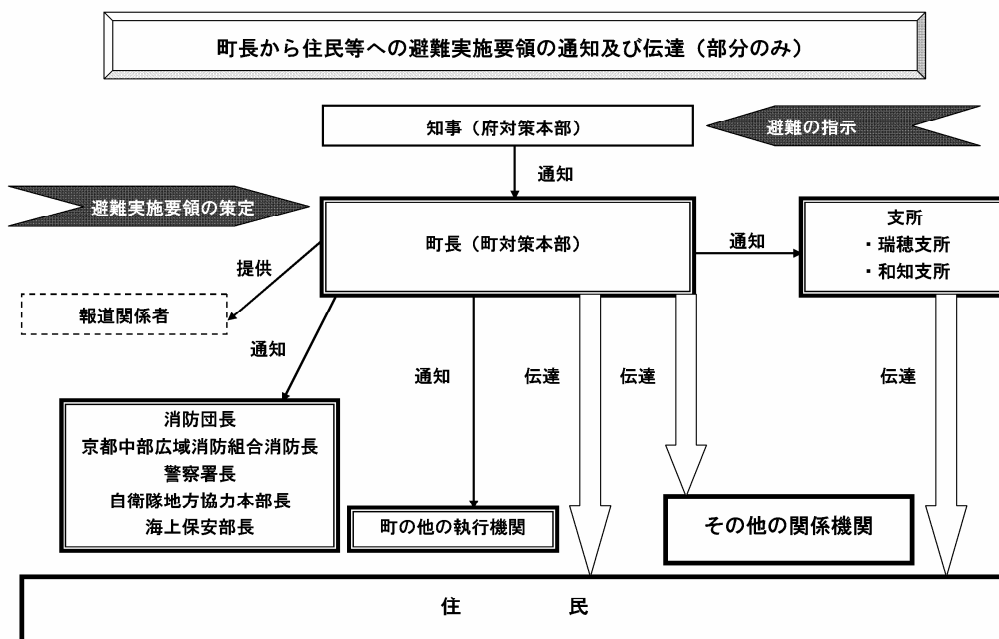 町長から住民等への避難実施要領の通知及び伝達（部分のみ）
知事（府対策本部）
避難の指示
通知
避難実施要領の策定
町長（町対策本部）
通知
支所
・瑞穂支所
・和知支所
提供
報道関係者
通知
通知
伝達
伝達
伝達
消防団長
京都中部広域消防組合消防長
警察署長
自衛隊地方協力本部長
海上保安部長
町の他の執行機関
その他の関係機関
住　民